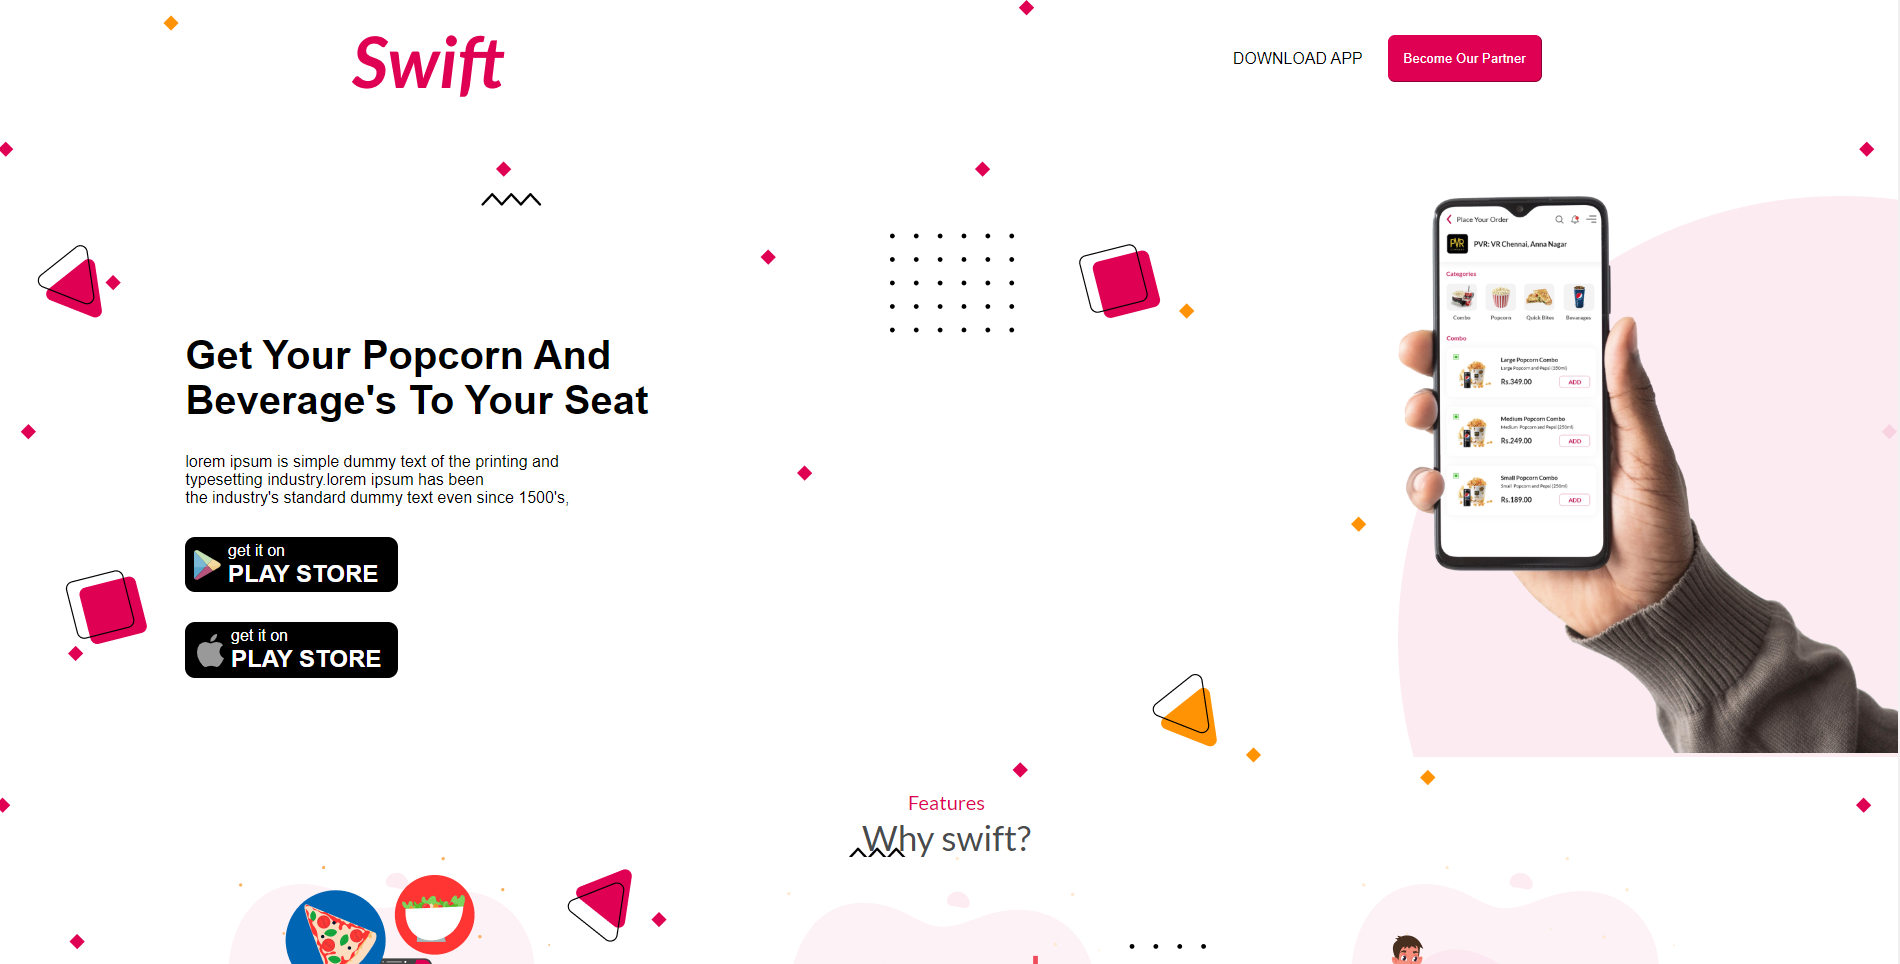 Swift
DOWNLOAD APP
Become Our Partner
Get Your Popcorn And
Beverage's To Your Seat
lorem ipsum is simple dummy text of the printing and
typesetting industry.lorem ipsum has been
the industry's standard dummy text even since 1500's,
get it on
PLAY STORE
get it on
PLAY STORE
Place Your Order
PVR
PVR: VR Chennai, Anna Nagar
Categories
Combo
Popcorn
Quick Bites
Bevarages
Combo
Large Popcorn Combo
Large Popcorn and Pepsi (350ml)
Rs.349.00
ADD
Medium Popcorn Combo
Medium Popcorn and Pepsi (250ml)
Rs.249.00
ADD
Small Popcorn Combo
Small Popcorn and Pepsi (250ml)
Rs.189.00
ADD
Features
Why swift?